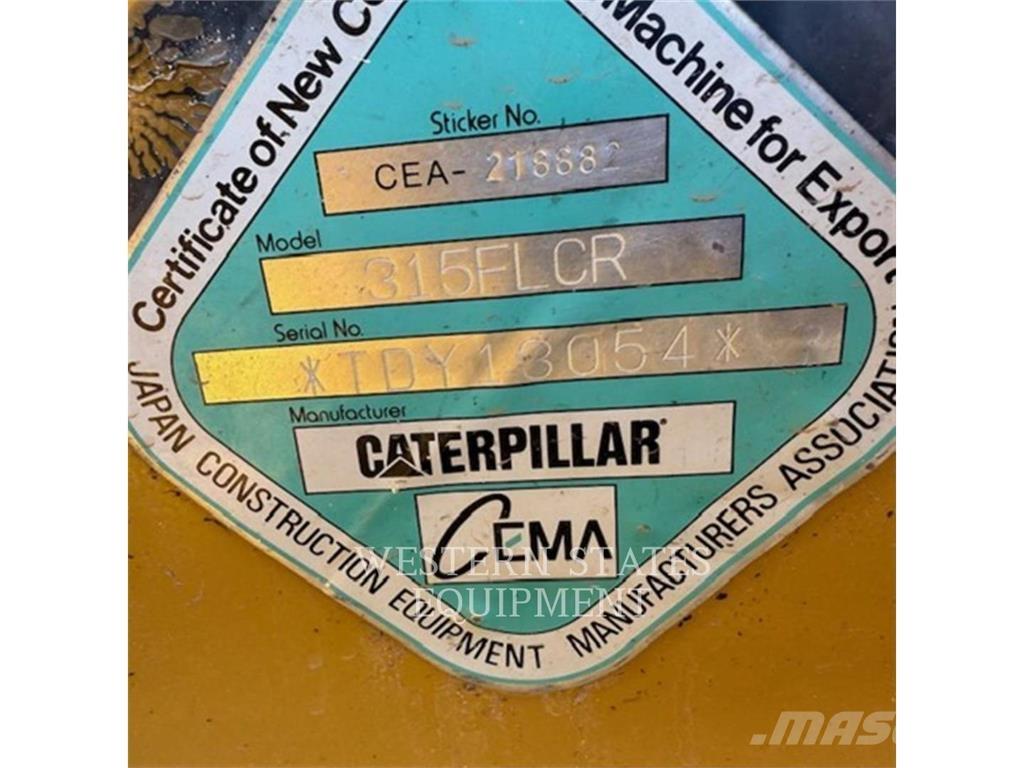 Certificate of New Co
Machine for Export
Sticker No.
CEA- 218882
Model
315FLCR
Serial No.
*TDY13054*
Manufacturer
CATERPILLAR®
CEMA
JAPAN CONSTRUCTION EQUIPMENT MANUFACTURERS ASSOCIATION
WESTERN STATES
EQUIPMENT
.MASC